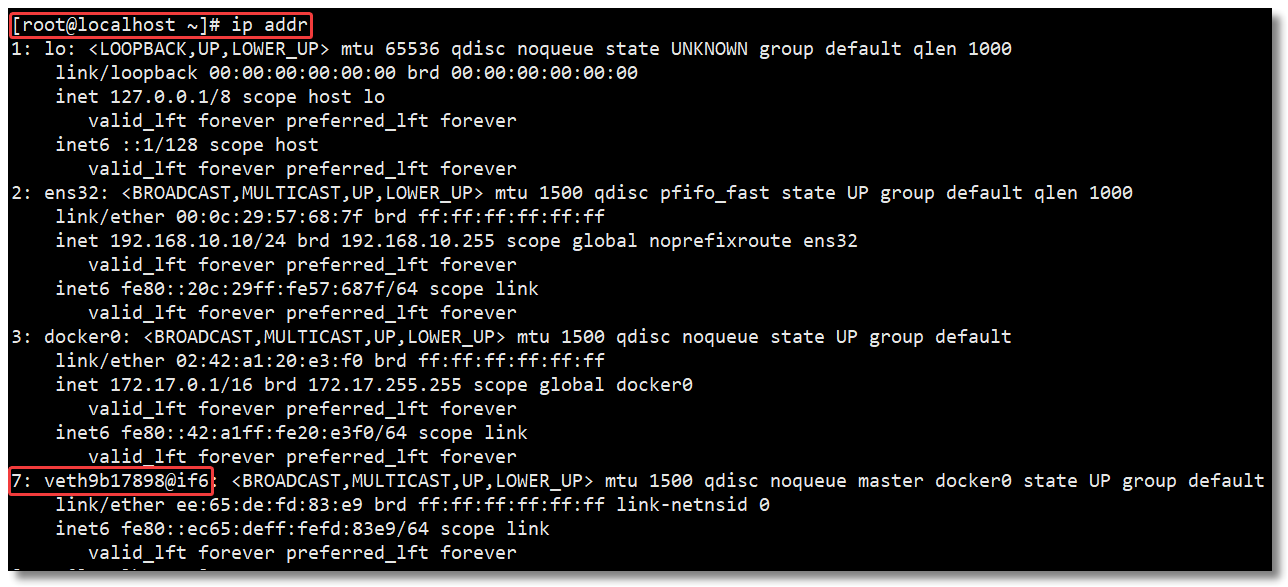 [root@localhost ~]# ip addr
1: lo: <LOOPBACK,UP,LOWER_UP> mtu 65536 qdisc noqueue state UNKNOWN group default qlen 1000
    link/loopback 00:00:00:00:00:00 brd 00:00:00:00:00:00
    inet 127.0.0.1/8 scope host lo
       valid_lft forever preferred_lft forever
    inet6 ::1/128 scope host
       valid_lft forever preferred_lft forever
2: ens32: <BROADCAST,MULTICAST,UP,LOWER_UP> mtu 1500 qdisc pfifo_fast state UP group default qlen 1000
    link/ether 00:0c:29:57:68:7f brd ff:ff:ff:ff:ff:ff
    inet 192.168.10.10/24 brd 192.168.10.255 scope global noprefixroute ens32
       valid_lft forever preferred_lft forever
    inet6 fe80::20c:29ff:fe57:687f/64 scope link
       valid_lft forever preferred_lft forever
3: docker0: <BROADCAST,MULTICAST,UP,LOWER_UP> mtu 1500 qdisc noqueue state UP group default
    link/ether 02:42:a1:20:e3:f0 brd ff:ff:ff:ff:ff:ff
    inet 172.17.0.1/16 brd 172.17.255.255 scope global docker0
       valid_lft forever preferred_lft forever
    inet6 fe80::42:a1ff:fe20:e3f0/64 scope link
       valid_lft forever preferred_lft forever
7: veth9b17898@if6: <BROADCAST,MULTICAST,UP,LOWER_UP> mtu 1500 qdisc noqueue master docker0 state UP group default
    link/ether ee:65:de:fd:83:e9 brd ff:ff:ff:ff:ff:ff link-netnsid 0
    inet6 fe80::ec65:deff:fefd:83e9/64 scope link
       valid_lft forever preferred_lft forever